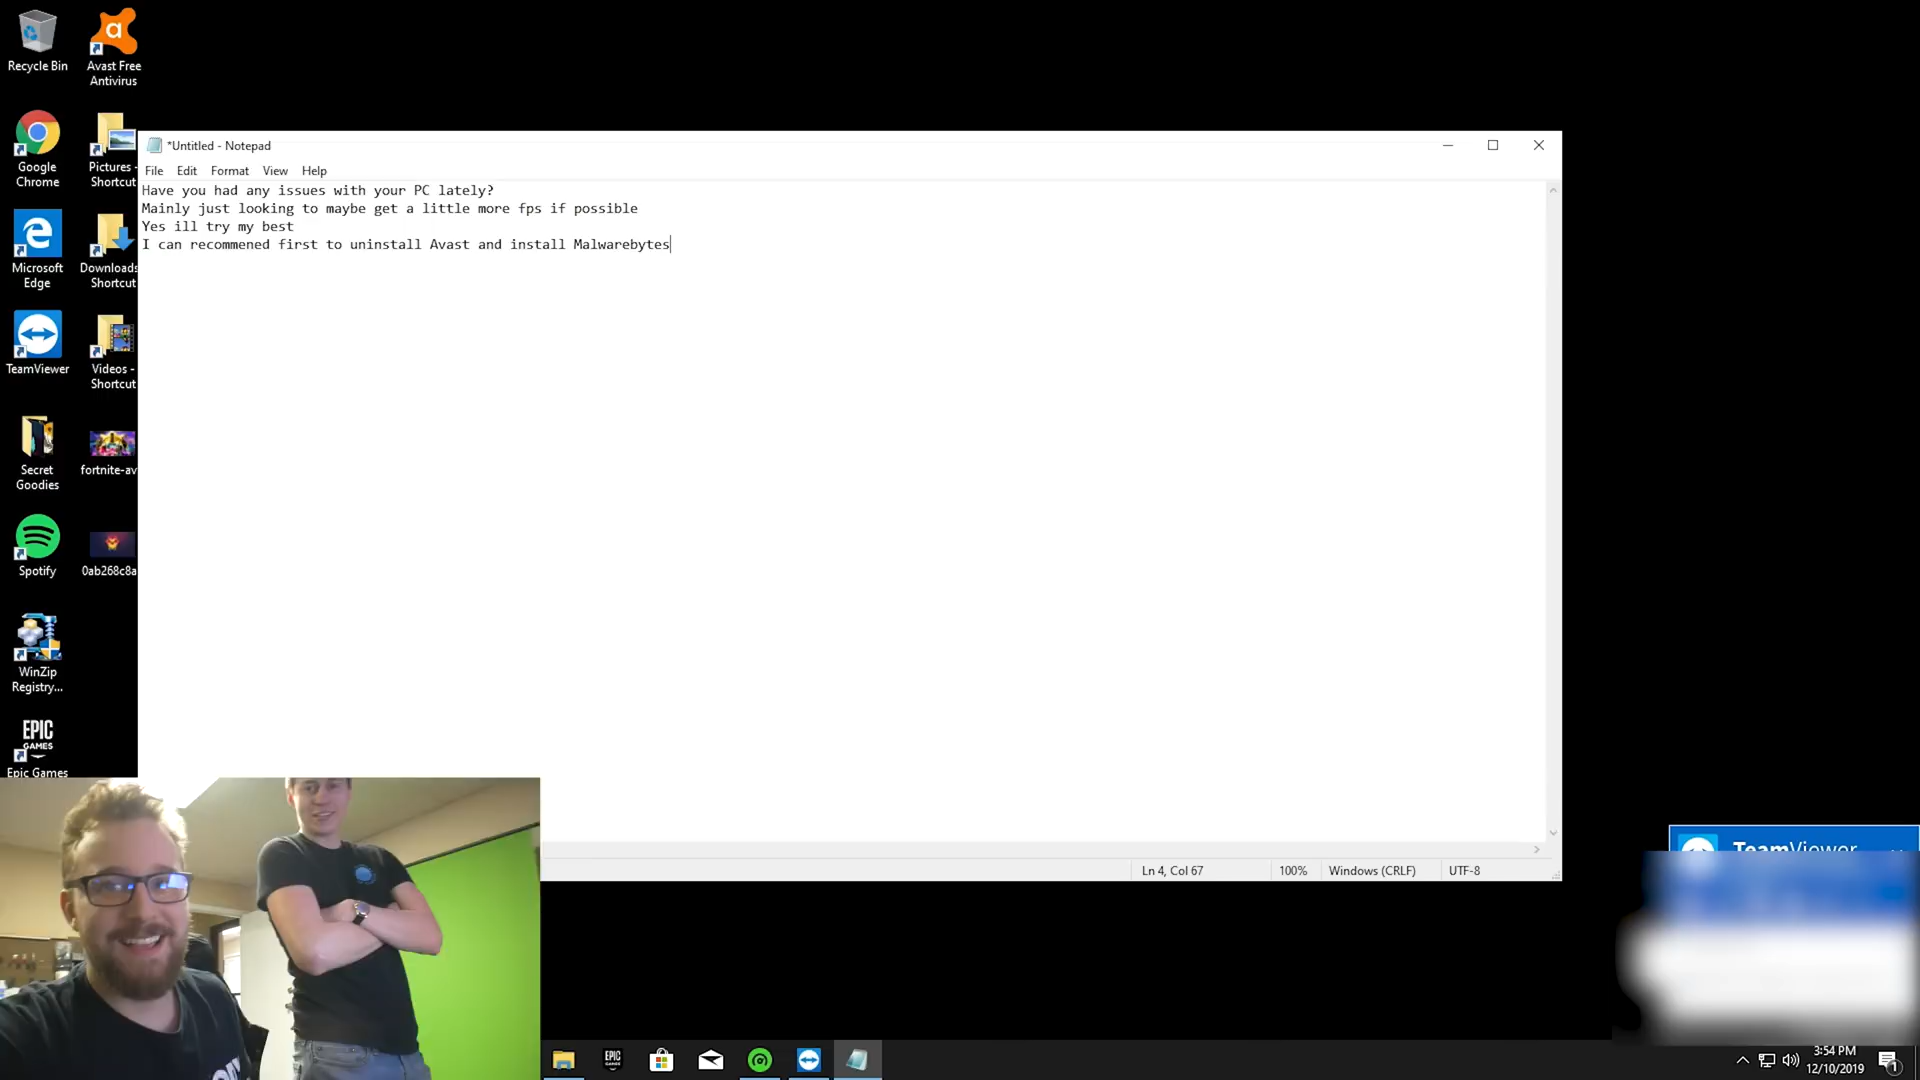 Recycle Bin
Avast Free
Antivirus
Google
Chrome
Pictures -
Shortcut
Microsoft
Edge
Downloads
Shortcut
TeamViewer
Videos -
Shortcut
Secret
Goodies
fortnite-av
Spotify
0ab268c8a
WinZip
Registry...
EPIC
GAMES
Epic Games
*Untitled - Notepad
File Edit Format View Help
Have you had any issues with your PC lately?
Mainly just looking to maybe get a little more fps if possible
Yes ill try my best
I can recommened first to uninstall Avast and install Malwarebytes
Ln 4, Col 67 100% Windows (CRLF) UTF-8
TeamViewer
EPIC
GAMES
3:54 PM
12/10/2019
1